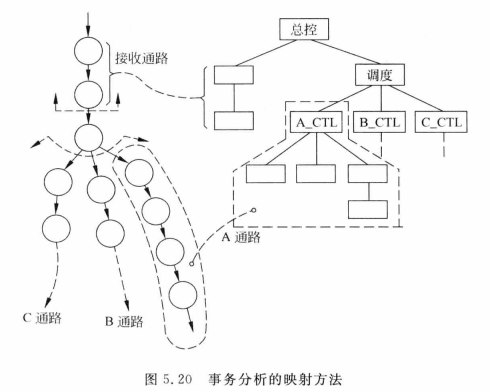 总控
接收通路
调度
A_CTL
B_CTL
C_CTL
A 通路
C 通路
B 通路
图 5.20 事务分析的映射方法